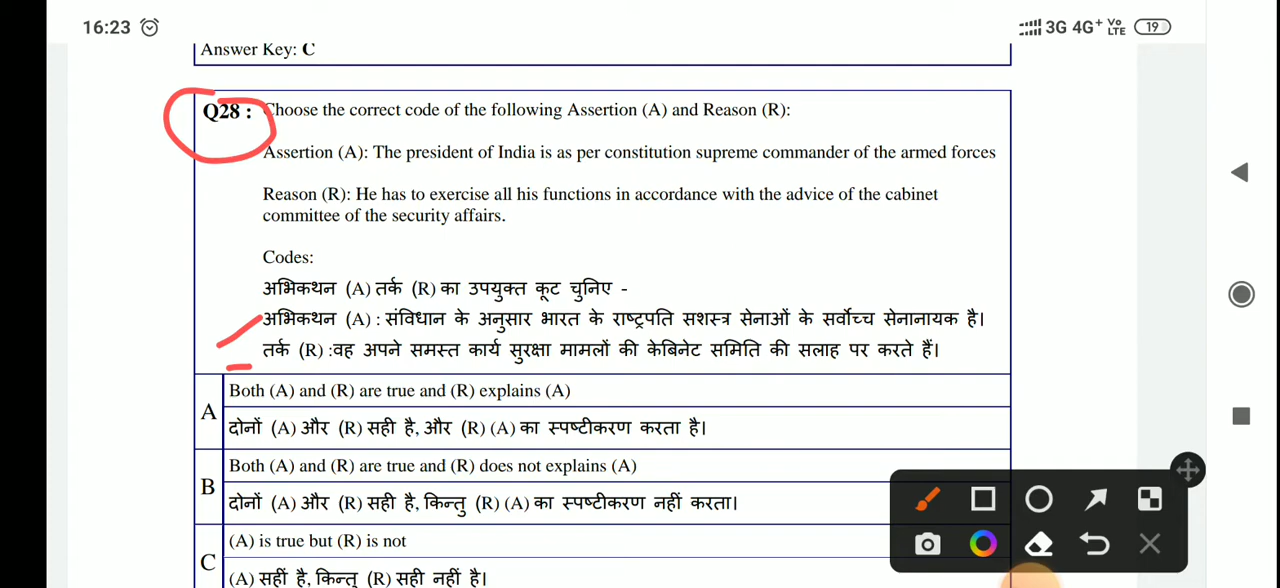 16:23 3G 4G+ Vo LTE 19
Answer Key: C
Q28 : Choose the correct code of the following Assertion (A) and Reason (R):
Assertion (A): The president of India is as per constitution supreme commander of the armed forces
Reason (R): He has to exercise all his functions in accordance with the advice of the cabinet
committee of the security affairs.
Codes:
अभिकथन (A) तर्क (R) का उपयुक्त कूट चुनिए -
अभिकथन (A) : संविधान के अनुसार भारत के राष्ट्रपति सशस्त्र सेनाओं के सर्वोच्च सेनानायक है।
तर्क (R) :वह अपने समस्त कार्य सुरक्षा मामलों की केबिनेट समिति की सलाह पर करते हैं।
A
Both (A) and (R) are true and (R) explains (A)
दोनों (A) और (R) सही है, और (R) (A) का स्पष्टीकरण करता है।
B
Both (A) and (R) are true and (R) does not explains (A)
दोनों (A) और (R) सही है, किन्तु (R) (A) का स्पष्टीकरण नहीं करता।
C
(A) is true but (R) is not
(A) सहीं है, किन्तु (R) सही नहीं है।